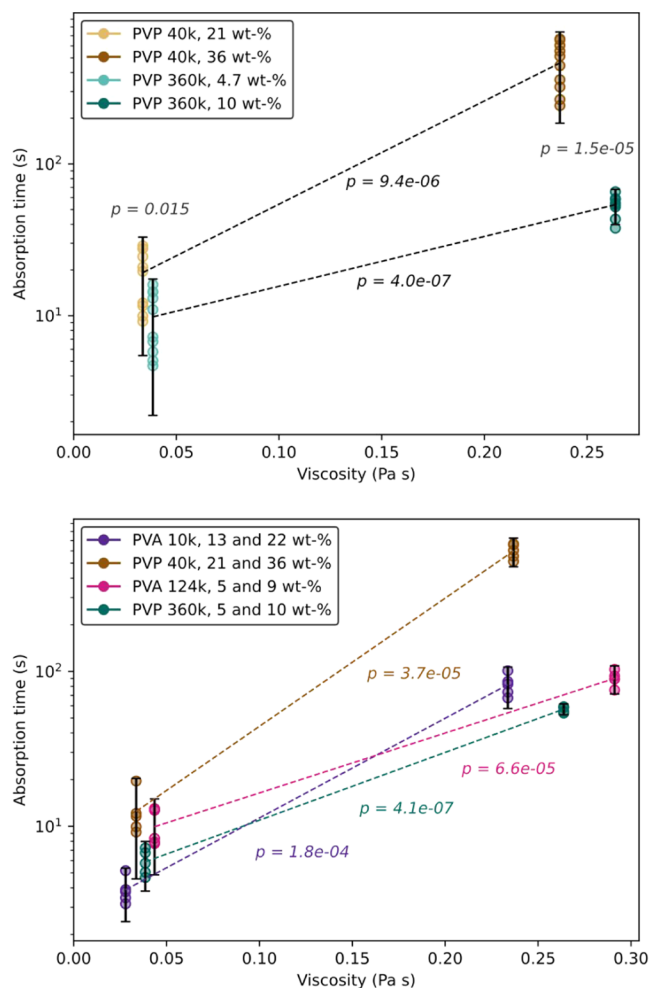 PVP 40k, 21 wt-%
PVP 40k, 36 wt-%
PVP 360k, 4.7 wt-%
PVP 360k, 10 wt-%
Absorption time (s)
10²
10¹
p = 0.015
p = 9.4e-06
p = 1.5e-05
p = 4.0e-07
0.00 0.05 0.10 0.15 0.20 0.25
Viscosity (Pa s)
PVA 10k, 13 and 22 wt-%
PVP 40k, 21 and 36 wt-%
PVA 124k, 5 and 9 wt-%
PVP 360k, 5 and 10 wt-%
Absorption time (s)
10²
10¹
p = 3.7e-05
p = 6.6e-05
p = 4.1e-07
p = 1.8e-04
0.00 0.05 0.10 0.15 0.20 0.25 0.30
Viscosity (Pa s)